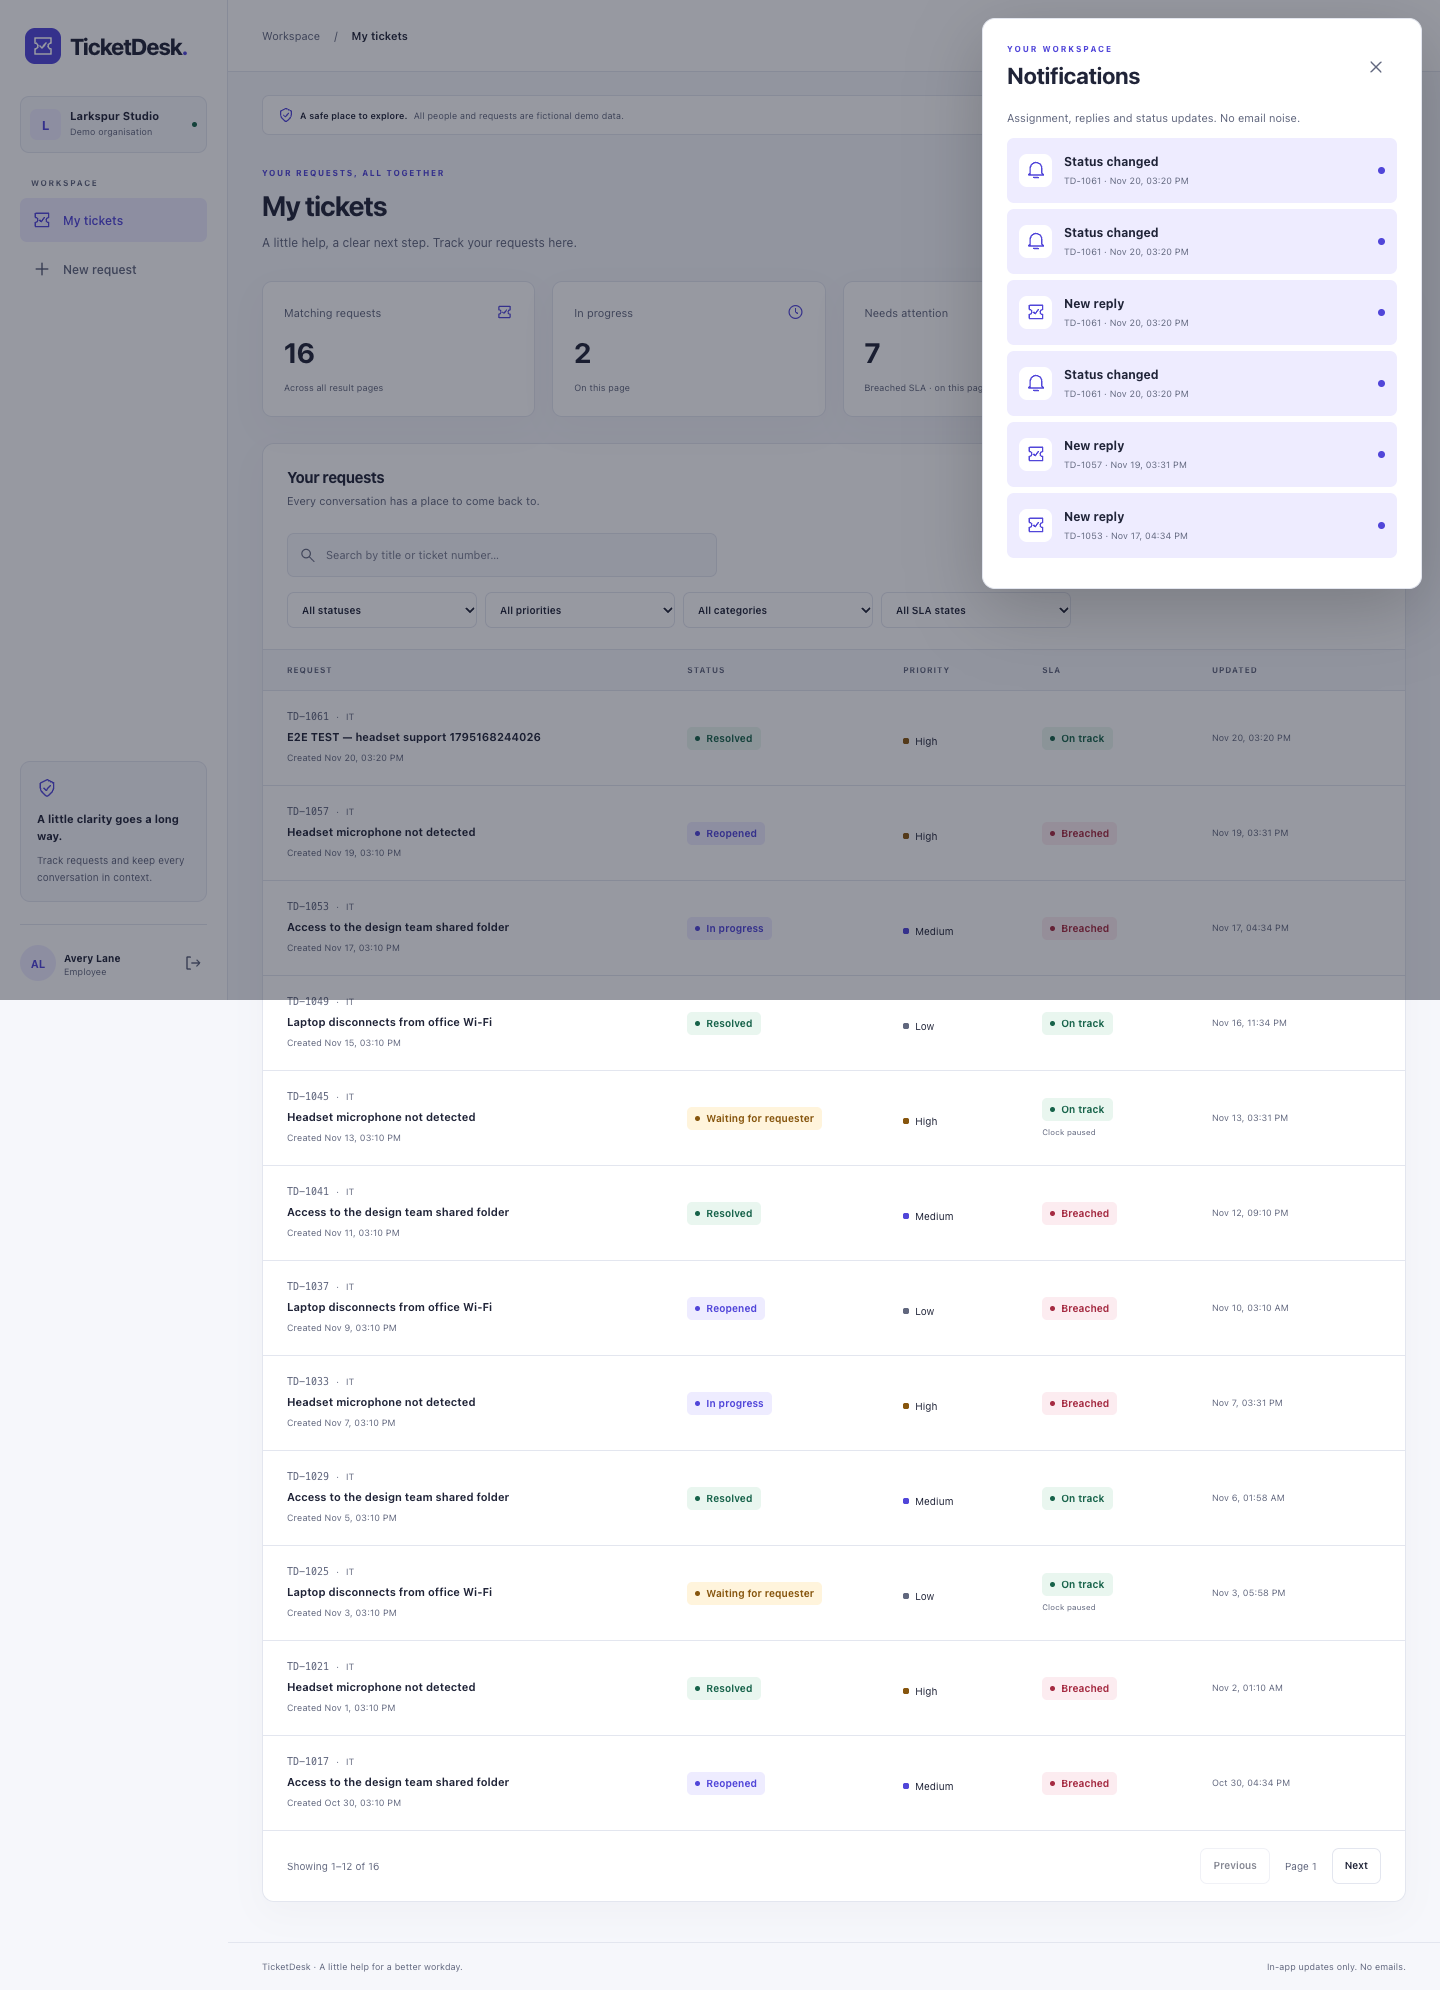 TicketDesk.
L
Larkspur Studio
Demo organisation
WORKSPACE
My tickets
New request
A little clarity goes a long
way.
Track requests and keep every
conversation in context.
AL
Avery Lane
Employee
Workspace / My tickets
A safe place to explore. All people and requests are fictional demo data.
YOUR REQUESTS, ALL TOGETHER
My tickets
A little help, a clear next step. Track your requests here.
Matching requests
16
Across all result pages
In progress
2
On this page
Needs attention
7
Breached SLA · on this pag
Your requests
Every conversation has a place to come back to.
Search by title or ticket number...
All statuses
All priorities
All categories
All SLA states
REQUEST STATUS PRIORITY SLA UPDATED
TD-1061 · IT
E2E TEST — headset support 1795168244026
Created Nov 20, 03:20 PM
Resolved
High
On track
Nov 20, 03:20 PM
TD-1057 · IT
Headset microphone not detected
Created Nov 19, 03:10 PM
Reopened
High
Breached
Nov 19, 03:31 PM
TD-1053 · IT
Access to the design team shared folder
Created Nov 17, 03:10 PM
In progress
Medium
Breached
Nov 17, 04:34 PM
TD-1049 · IT
Laptop disconnects from office Wi-Fi
Created Nov 15, 03:10 PM
Resolved
Low
On track
Nov 16, 11:34 PM
TD-1045 · IT
Headset microphone not detected
Created Nov 13, 03:10 PM
Waiting for requester
High
On track
Clock paused
Nov 13, 03:31 PM
TD-1041 · IT
Access to the design team shared folder
Created Nov 11, 03:10 PM
Resolved
Medium
Breached
Nov 12, 09:10 PM
TD-1037 · IT
Laptop disconnects from office Wi-Fi
Created Nov 9, 03:10 PM
Reopened
Low
Breached
Nov 10, 03:10 AM
TD-1033 · IT
Headset microphone not detected
Created Nov 7, 03:10 PM
In progress
High
Breached
Nov 7, 03:31 PM
TD-1029 · IT
Access to the design team shared folder
Created Nov 5, 03:10 PM
Resolved
Medium
On track
Nov 6, 01:58 AM
TD-1025 · IT
Laptop disconnects from office Wi-Fi
Created Nov 3, 03:10 PM
Waiting for requester
Low
On track
Clock paused
Nov 3, 05:58 PM
TD-1021 · IT
Headset microphone not detected
Created Nov 1, 03:10 PM
Resolved
High
Breached
Nov 2, 01:10 AM
TD-1017 · IT
Access to the design team shared folder
Created Oct 30, 03:10 PM
Reopened
Medium
Breached
Oct 30, 04:34 PM
Showing 1–12 of 16
Previous
Page 1
Next
TicketDesk · A little help for a better workday.
In-app updates only. No emails.
YOUR WORKSPACE
Notifications
Assignment, replies and status updates. No email noise.
Status changed
TD-1061 · Nov 20, 03:20 PM
Status changed
TD-1061 · Nov 20, 03:20 PM
New reply
TD-1061 · Nov 20, 03:20 PM
Status changed
TD-1061 · Nov 20, 03:20 PM
New reply
TD-1057 · Nov 19, 03:31 PM
New reply
TD-1053 · Nov 17, 04:34 PM